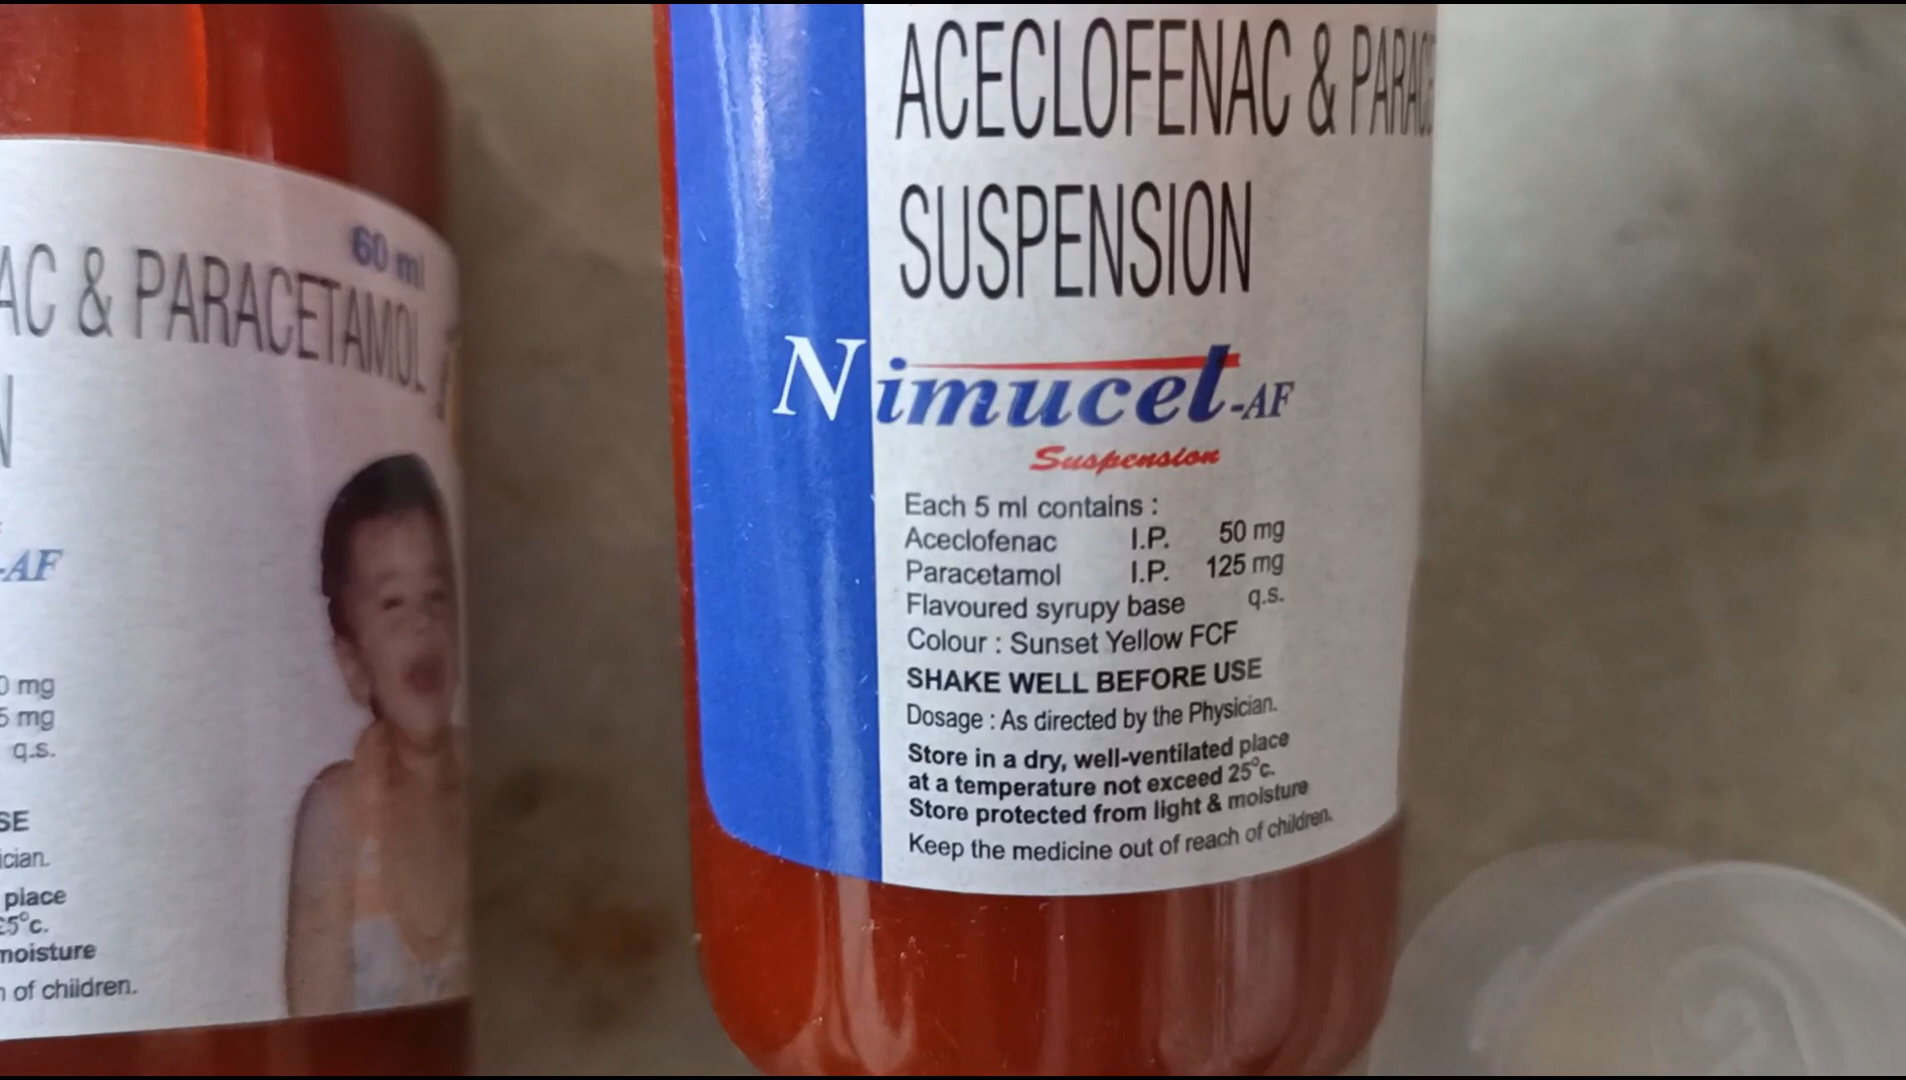 60 ml
AC & PARACETAMOL
N
-AF
0 mg
5 mg
q.s.
SE
ician.
place
25°c.
moisture
n of chiidren.
ACECLOFENAC & PARAC
SUSPENSION
Nimucel-AF
Suspension
Each 5 ml contains :
Aceclofenac I.P. 50 mg
Paracetamol I.P. 125 mg
Flavoured syrupy base q.s.
Colour : Sunset Yellow FCF
SHAKE WELL BEFORE USE
Dosage : As directed by the Physician.
Store in a dry, well-ventilated place
at a temperature not exceed 25°c.
Store protected from light & moisture
Keep the medicine out of reach of children.